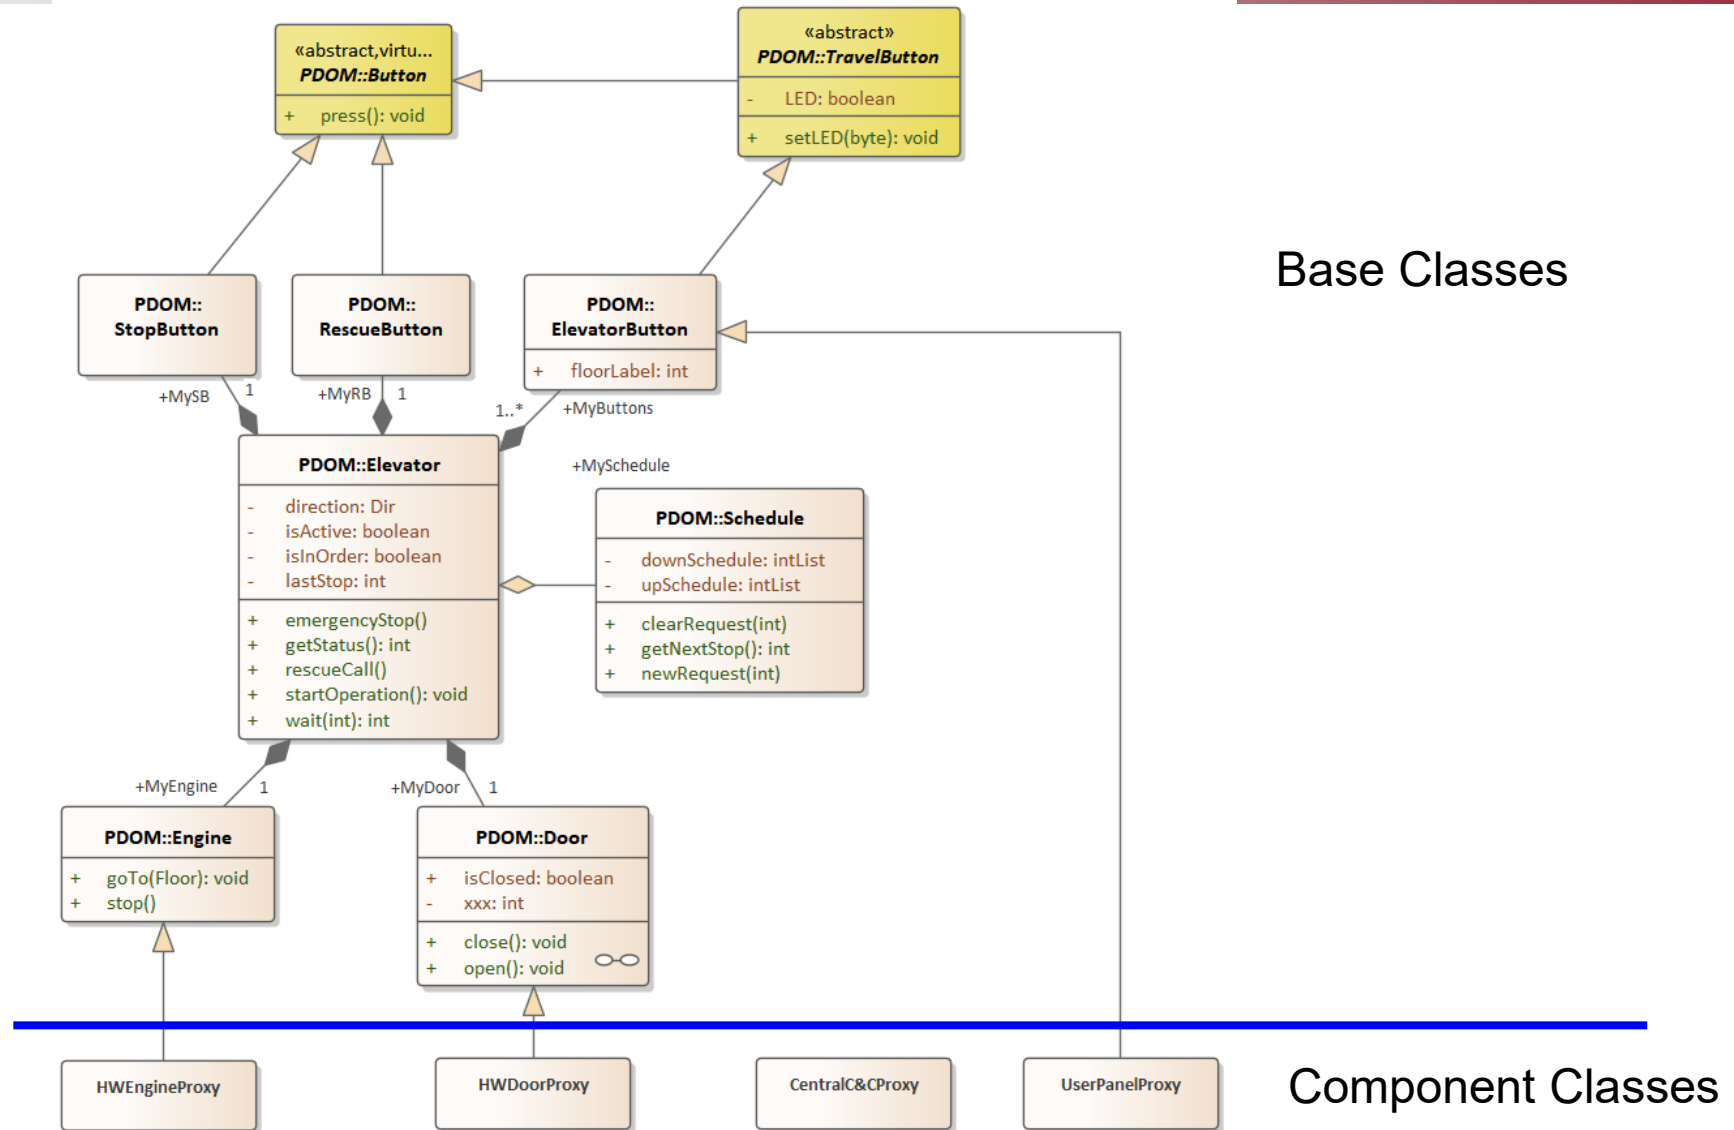 «abstract,virtu...
PDOM::Button
+ press(): void
«abstract»
PDOM::TravelButton
- LED: boolean
+ setLED(byte): void
Base Classes
PDOM::
StopButton
PDOM::
RescueButton
PDOM::
ElevatorButton
+ floorLabel: int
+MySB
1
+MyRB
1
1..*
+MyButtons
PDOM::Elevator
- direction: Dir
- isActive: boolean
- isInOrder: boolean
- lastStop: int
+ emergencyStop()
+ getStatus(): int
+ rescueCall()
+ startOperation(): void
+ wait(int): int
+MySchedule
PDOM::Schedule
- downSchedule: intList
- upSchedule: intList
+ clearRequest(int)
+ getNextStop(): int
+ newRequest(int)
+MyEngine
1
+MyDoor
1
PDOM::Engine
+ goTo(Floor): void
+ stop()
PDOM::Door
+ isClosed: boolean
- xxx: int
+ close(): void
+ open(): void
HWEngineProxy
HWDoorProxy
CentralC&CProxy
UserPanelProxy
Component Classes